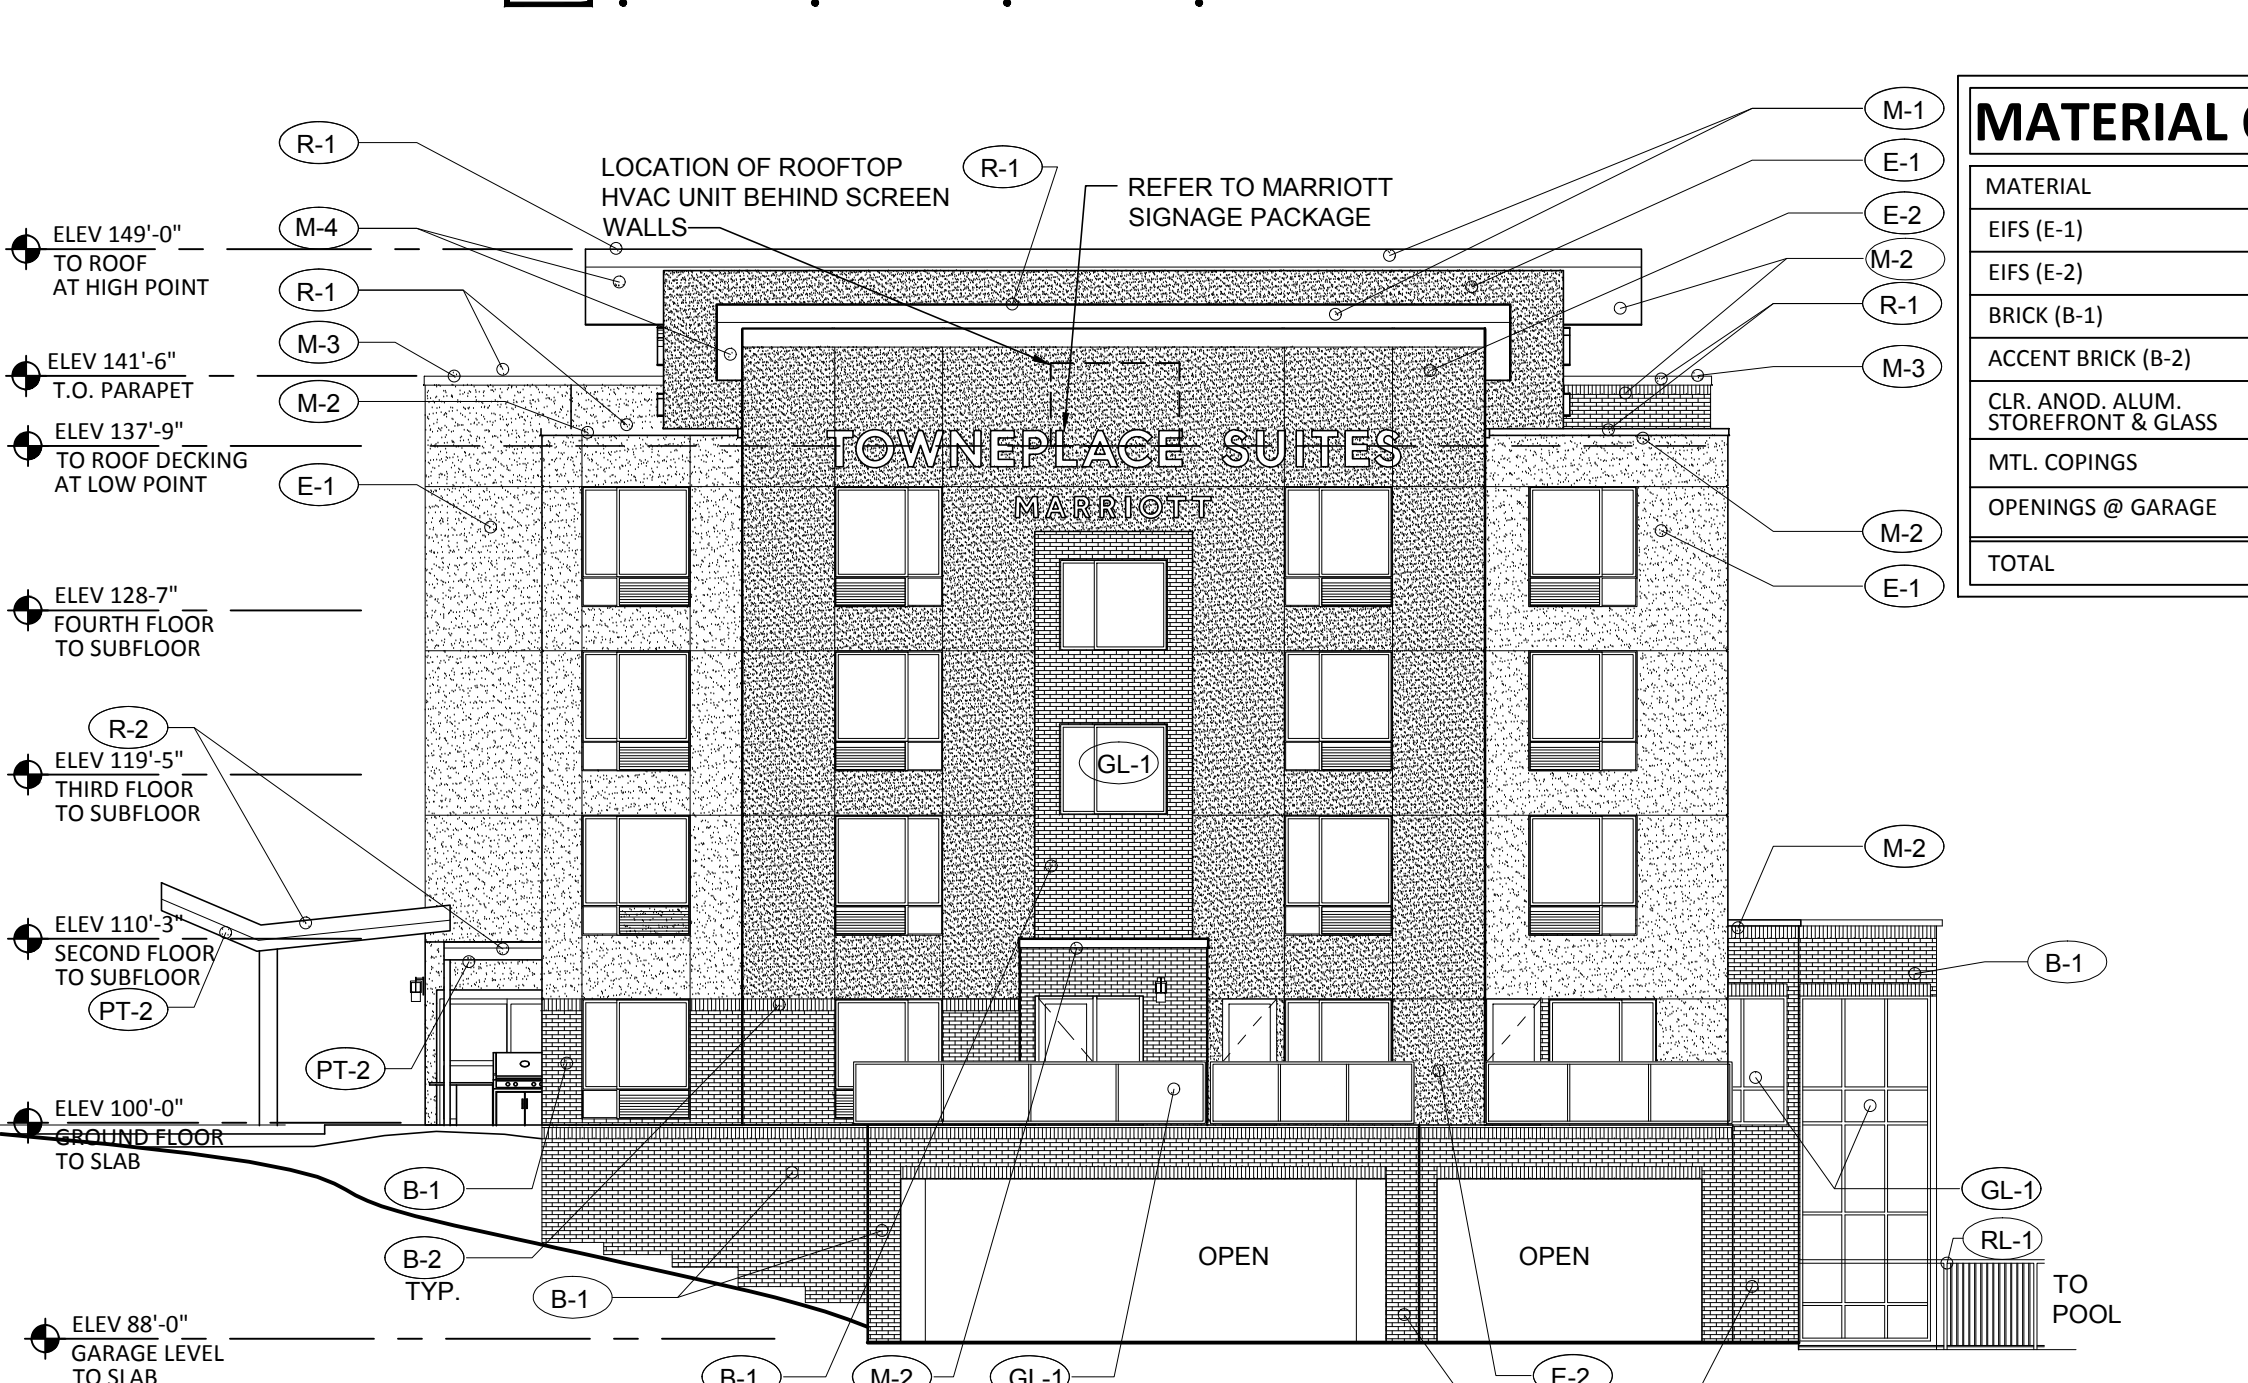 R-1
M-4
R-1
M-3
M-2
E-1
LOCATION OF ROOFTOP
HVAC UNIT BEHIND SCREEN
WALLS
R-1
REFER TO MARRIOTT
SIGNAGE PACKAGE
M-1
E-1
E-2
M-2
R-1
M-3
M-2
E-1
M-2
B-1
GL-1
RL-1
TO
POOL
ELEV 149'-0"
TO ROOF
AT HIGH POINT
ELEV 141'-6"
T.O. PARAPET
ELEV 137'-9"
TO ROOF DECKING
AT LOW POINT
ELEV 128-7"
FOURTH FLOOR
TO SUBFLOOR
R-2
ELEV 119'-5"
THIRD FLOOR
TO SUBFLOOR
ELEV 110'-3"
SECOND FLOOR
TO SUBFLOOR
PT-2
PT-2
ELEV 100'-0"
GROUND FLOOR
TO SLAB
B-1
B-2
TYP.
B-1
ELEV 88'-0"
GARAGE LEVEL
TO SLAB
TOWNEPLACE SUITES
MARRIOTT
GL-1
OPEN
OPEN
B-1
M-2
GL-1
E-2
MATERIAL
MATERIAL
EIFS (E-1)
EIFS (E-2)
BRICK (B-1)
ACCENT BRICK (B-2)
CLR. ANOD. ALUM.
STOREFRONT & GLASS
MTL. COPINGS
OPENINGS @ GARAGE
TOTAL